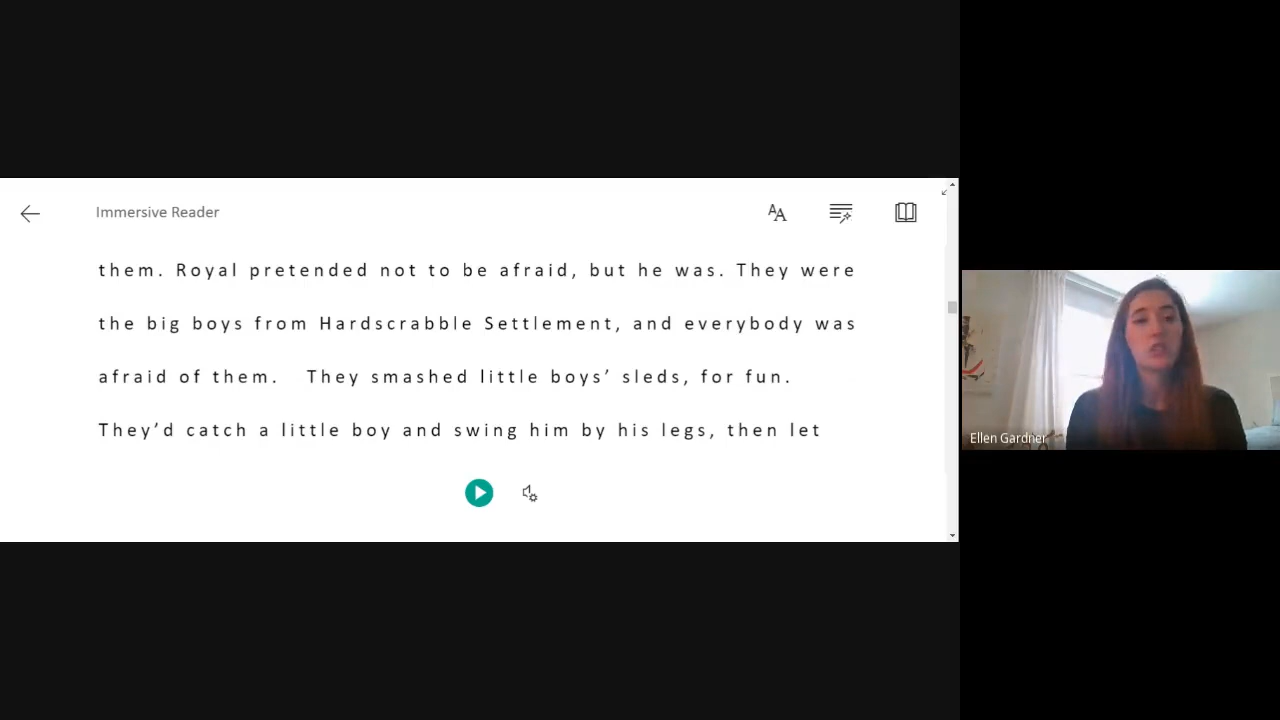 Immersive Reader
them. Royal pretended not to be afraid, but he was. They were
the big boys from Hardscrabble Settlement, and everybody was
afraid of them. They smashed little boys’ sleds, for fun.
They’d catch a little boy and swing him by his legs, then let
Ellen Gardner